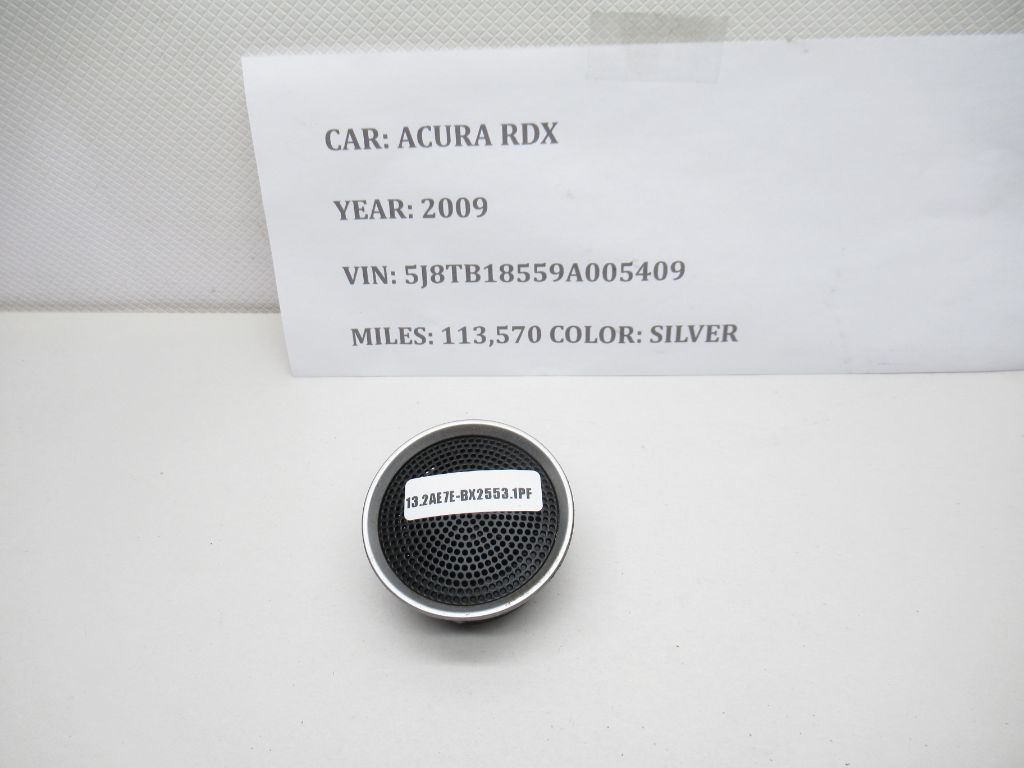 CAR: ACURA RDX
YEAR: 2009
VIN: 5J8TB18559A005409
MILES: 113,570 COLOR: SILVER
13.2AE7E-BX2553.1PF